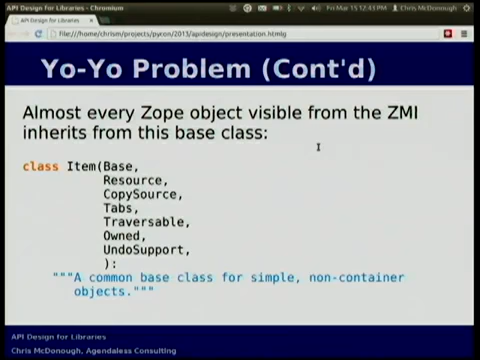 API Design for Libraries - Chromium
Fri Mar 15 12:43 PM
Chris McDonough
API Design for Libraries
file:///home/chrism/projects/pycon/2013/apidesign/presentation.html
Yo-Yo Problem (Cont'd)
Almost every Zope object visible from the ZMI
inherits from this base class:
class Item(Base,
Resource,
CopySource,
Tabs,
Traversable,
Owned,
UndoSupport,
):
"""A common base class for simple, non-container
objects."""
API Design for Libraries
Chris McDonough, Agendaless Consulting